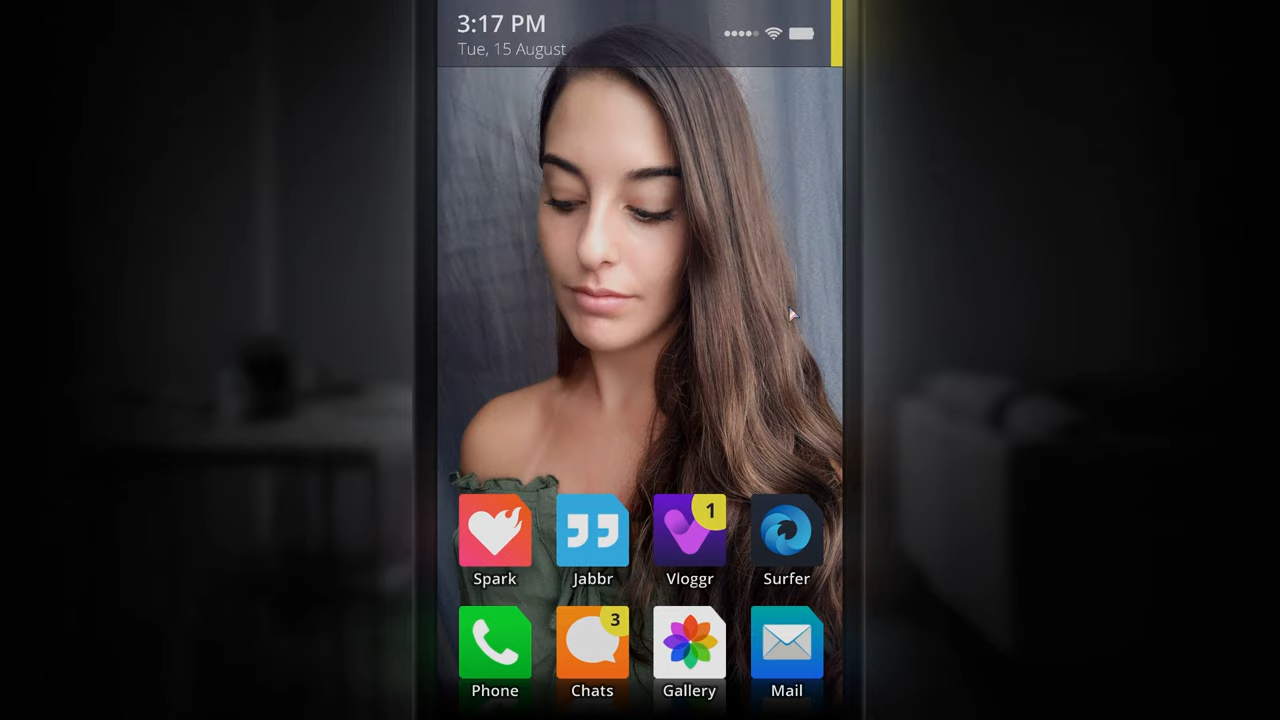 3:17 PM
Tue, 15 August
1
Spark Jabbr Vloggr Surfer
3
Phone Chats Gallery Mail